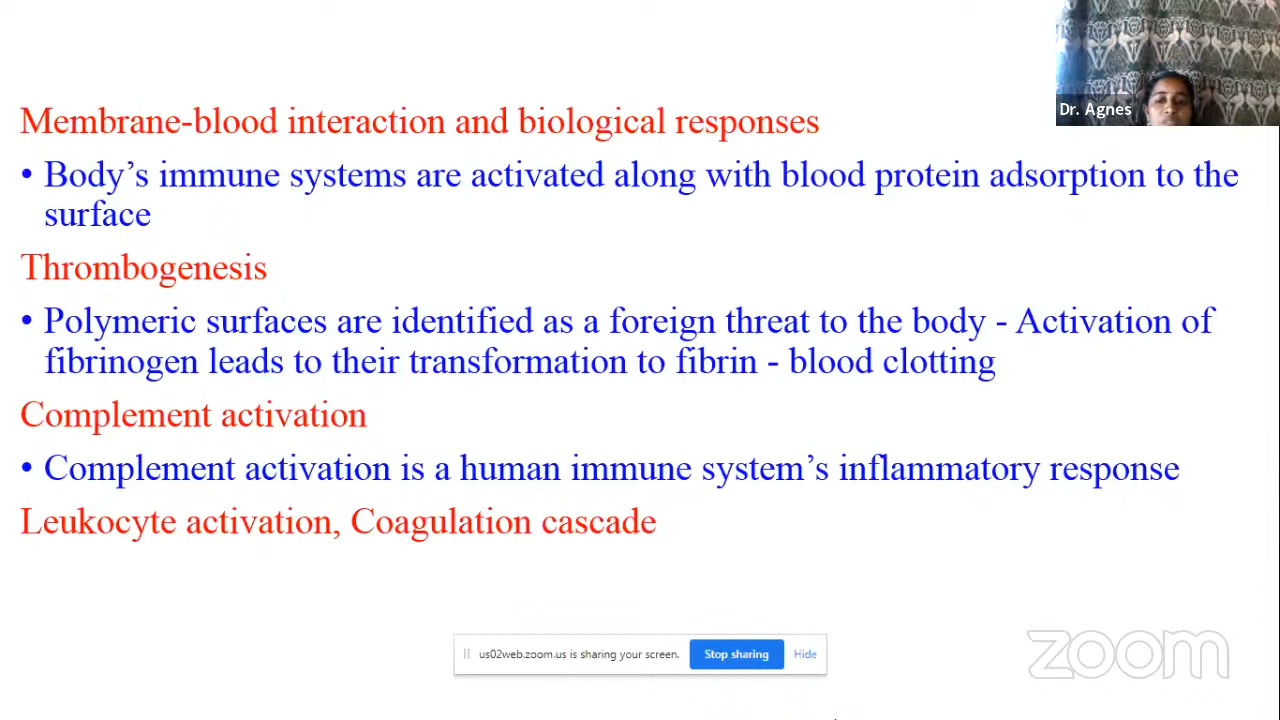 Dr. Agnes
Membrane-blood interaction and biological responses
• Body’s immune systems are activated along with blood protein adsorption to the
surface
Thrombogenesis
• Polymeric surfaces are identified as a foreign threat to the body - Activation of
fibrinogen leads to their transformation to fibrin - blood clotting
Complement activation
• Complement activation is a human immune system’s inflammatory response
Leukocyte activation, Coagulation cascade
us02web.zoom.us is sharing your screen. Stop sharing Hide
zoom